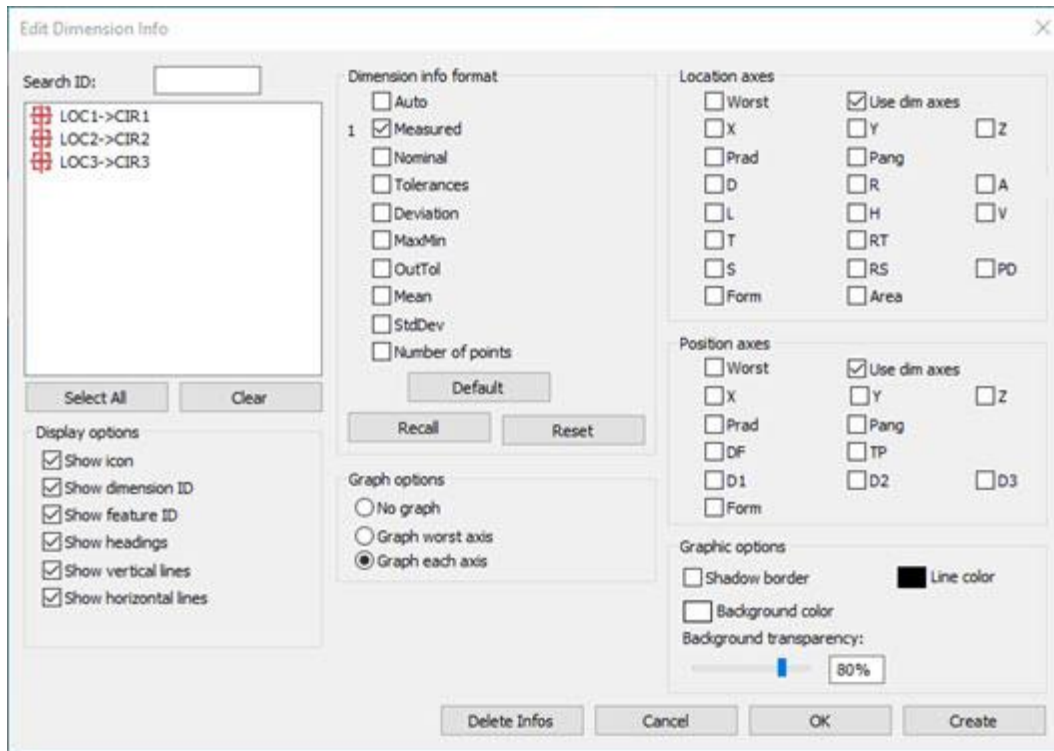 Edit Dimension Info
Search ID:
LOC1->CIR1
LOC2->CIR2
LOC3->CIR3
Select All Clear
Display options
Show icon
Show dimension ID
Show feature ID
Show headings
Show vertical lines
Show horizontal lines
Dimension info format
Auto
1 Measured
Nominal
Tolerances
Deviation
MaxMin
OutTol
Mean
StdDev
Number of points
Default
Recall Reset
Graph options
No graph
Graph worst axis
Graph each axis
Location axes
Worst Use dim axes
X Y Z
Prad Pang
D R A
L H V
T RT
S RS PD
Form Area
Position axes
Worst Use dim axes
X Y Z
Prad Pang
DF TP
D1 D2 D3
Form
Graphic options
Shadow border Line color
Background color
Background transparency:
80%
Delete Infos Cancel OK Create